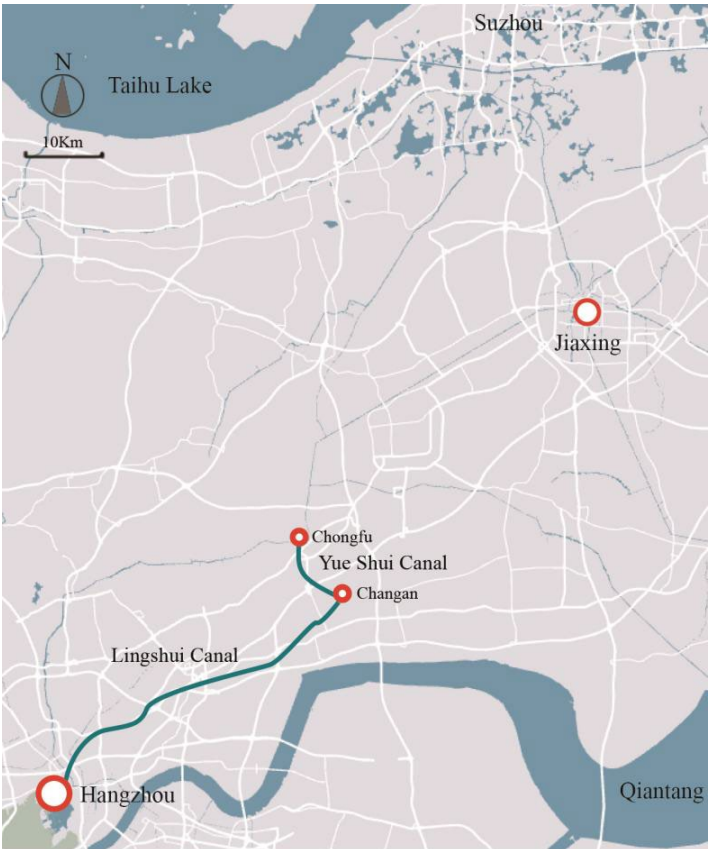 Suzhou
N
Taihu Lake
10Km
Jiaxing
Chongfu
Yue Shui Canal
Changan
Lingshui Canal
Qiantang
Hangzhou